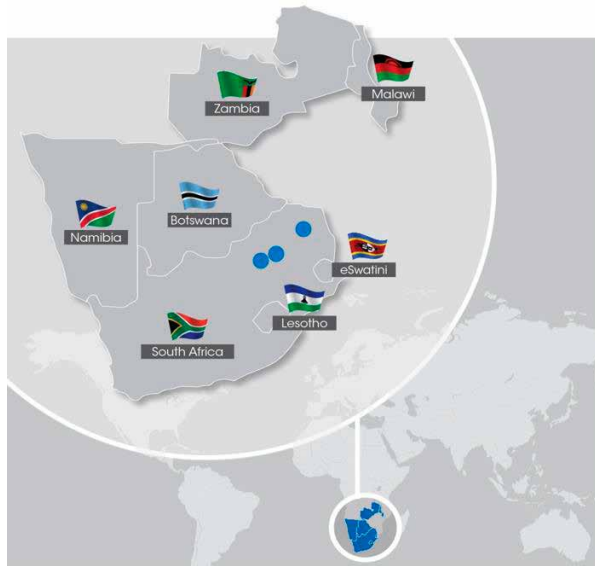 Zambia
Malawi
Botswana
Namibia
eSwatini
Lesotho
South Africa